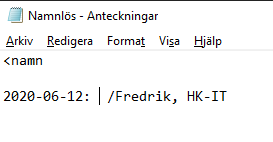 Namnlös - Anteckningar
Arkiv Redigera Format Visa Hjälp
<namn
2020-06-12: /Fredrik, HK-IT